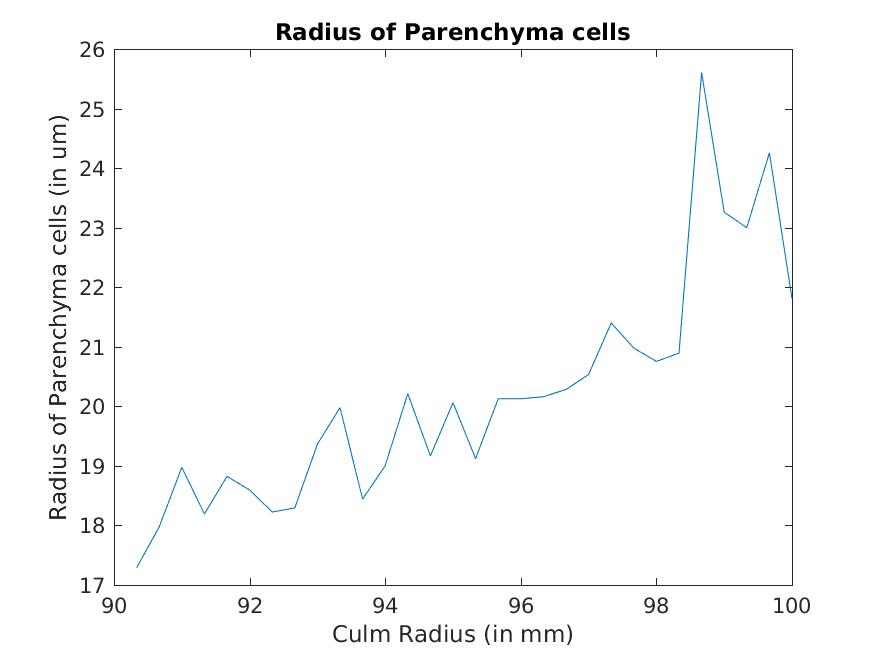 Radius of Parenchyma cells
26
25
24
23
22
21
20
19
18
17
Radius of Parenchyma cells (in um)
90 92 94 96 98 100
Culm Radius (in mm)